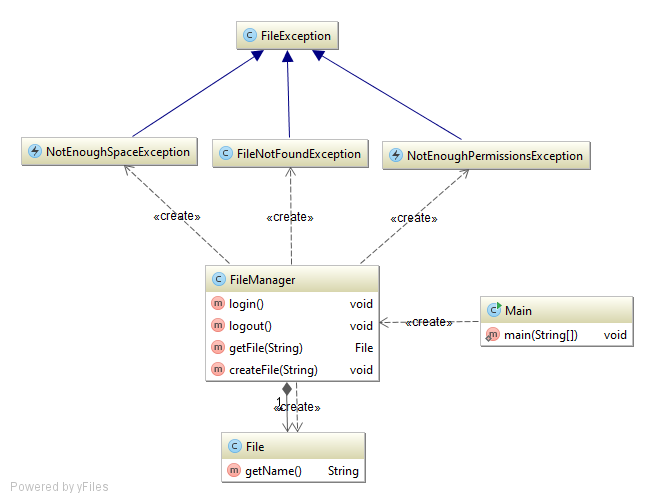 FileException
NotEnoughSpaceException
FileNotFoundException
NotEnoughPermissionsException
«create»
«create»
«create»
FileManager
login() void
logout() void
getFile(String) File
createFile(String) void
«create»
Main
main(String[]) void
1
«create»
File
getName() String
Powered by yFiles